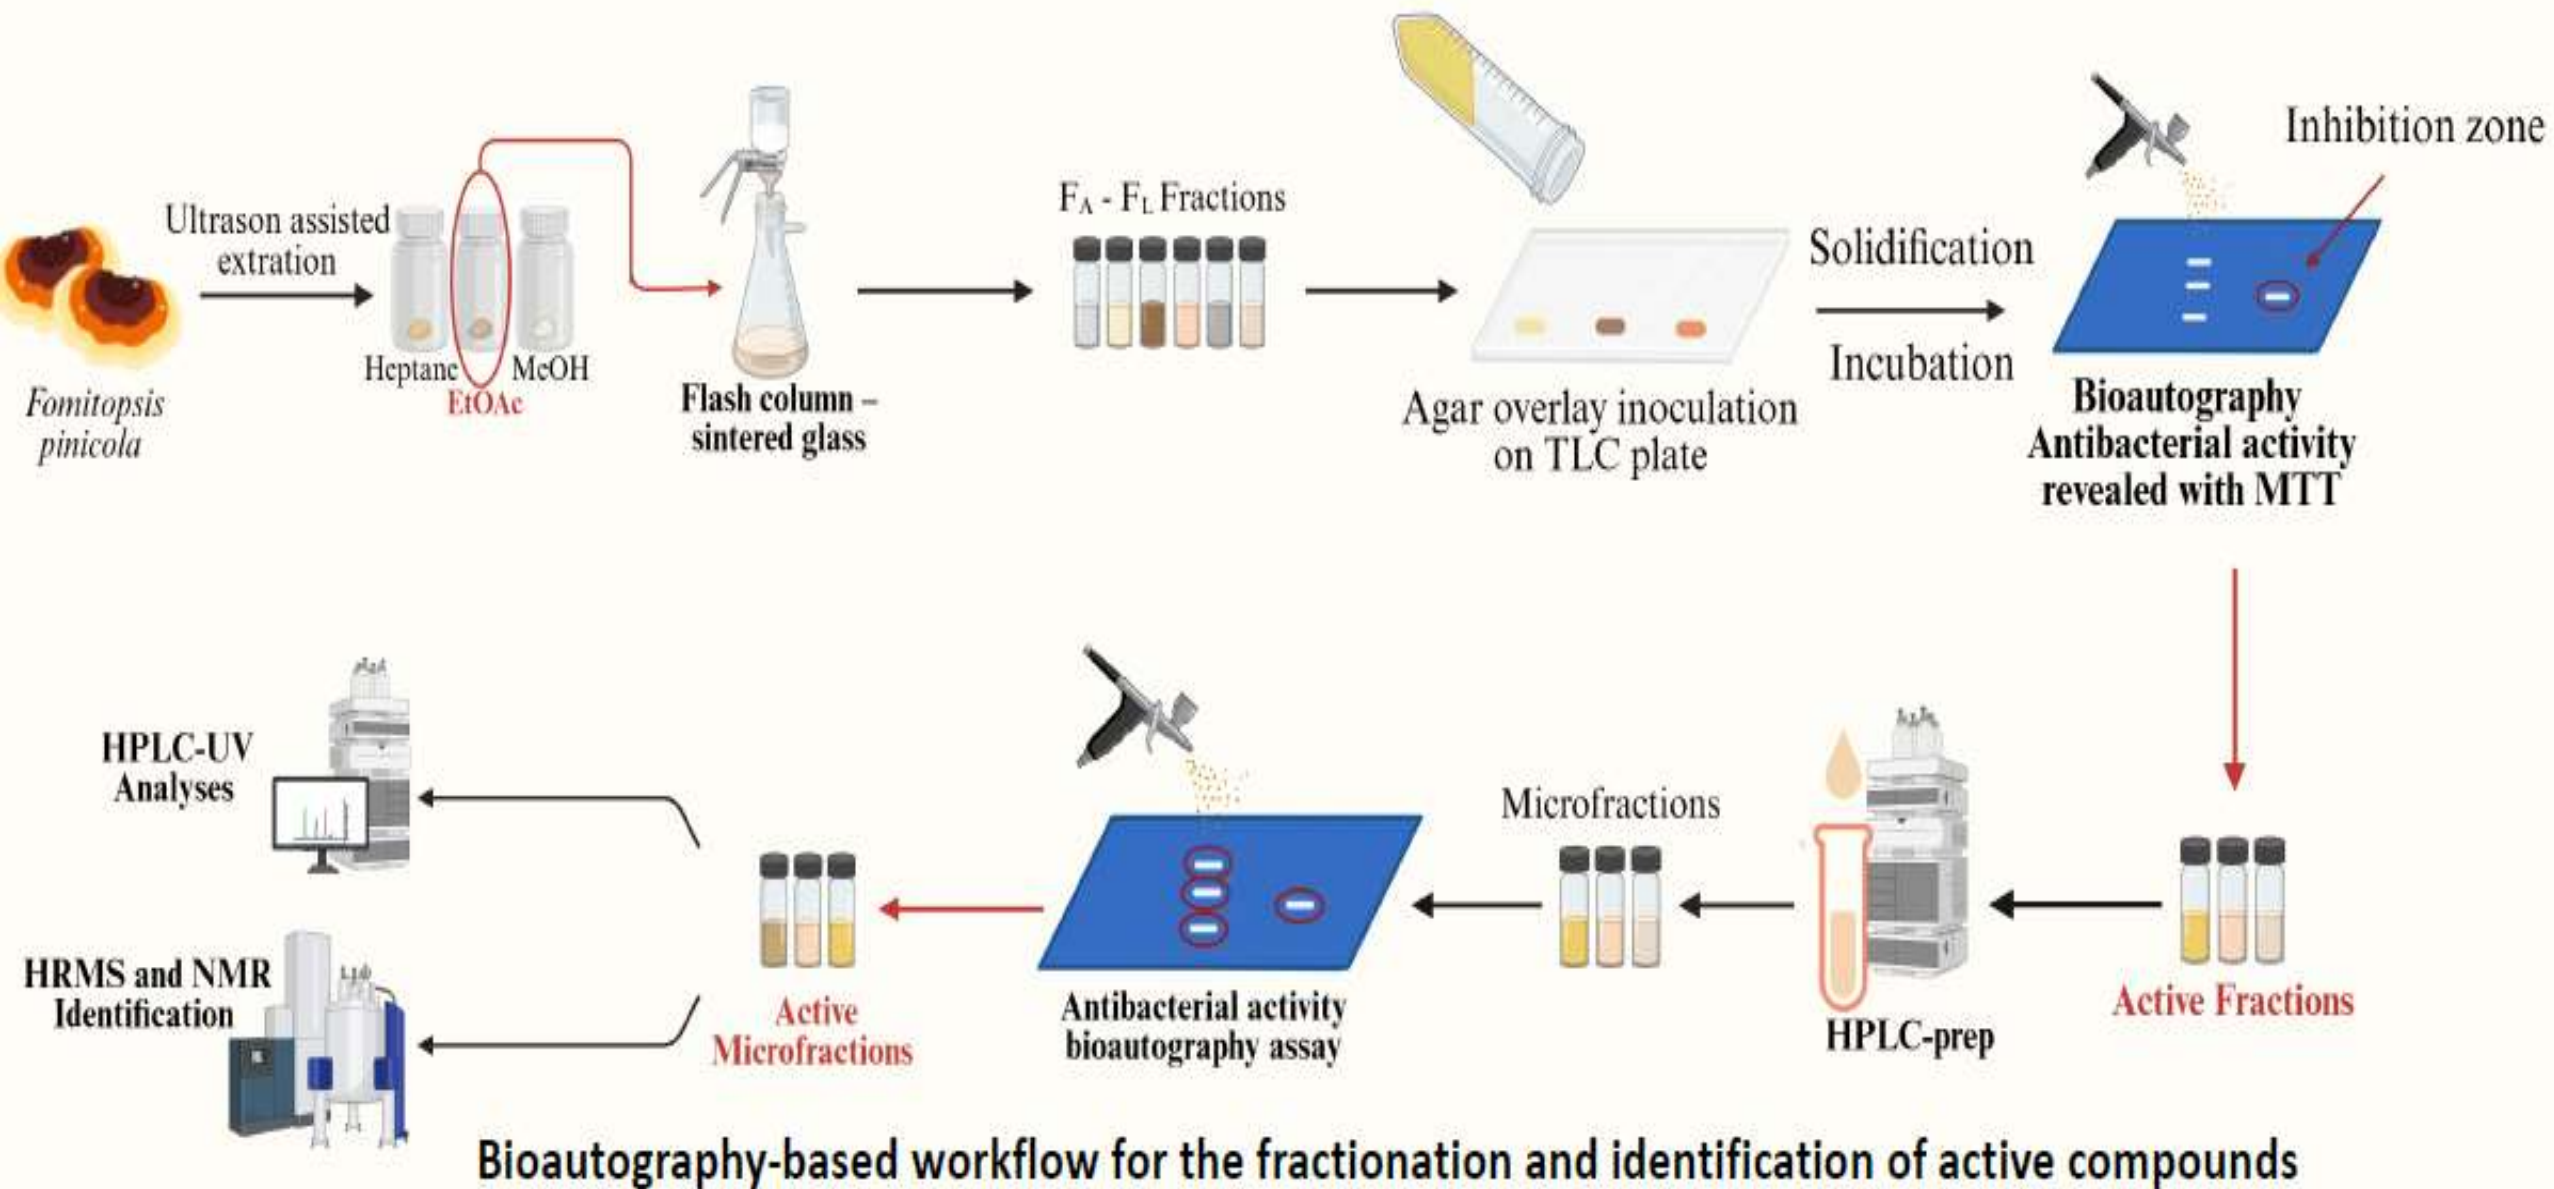 Inhibition zone
Ultrason assisted
extration
F_A - F_L Fractions
Solidification
Incubation
Heptane
EtOAc
MeOH
Fomitopsis
pinicola
Flash column –
sintered glass
Agar overlay inoculation
on TLC plate
Bioautography
Antibacterial activity
revealed with MTT
Active Fractions
HPLC-prep
Microfractions
Antibacterial activity
bioautography assay
Active
Microfractions
HPLC-UV
Analyses
HRMS and NMR
Identification
Bioautography-based workflow for the fractionation and identification of active compounds